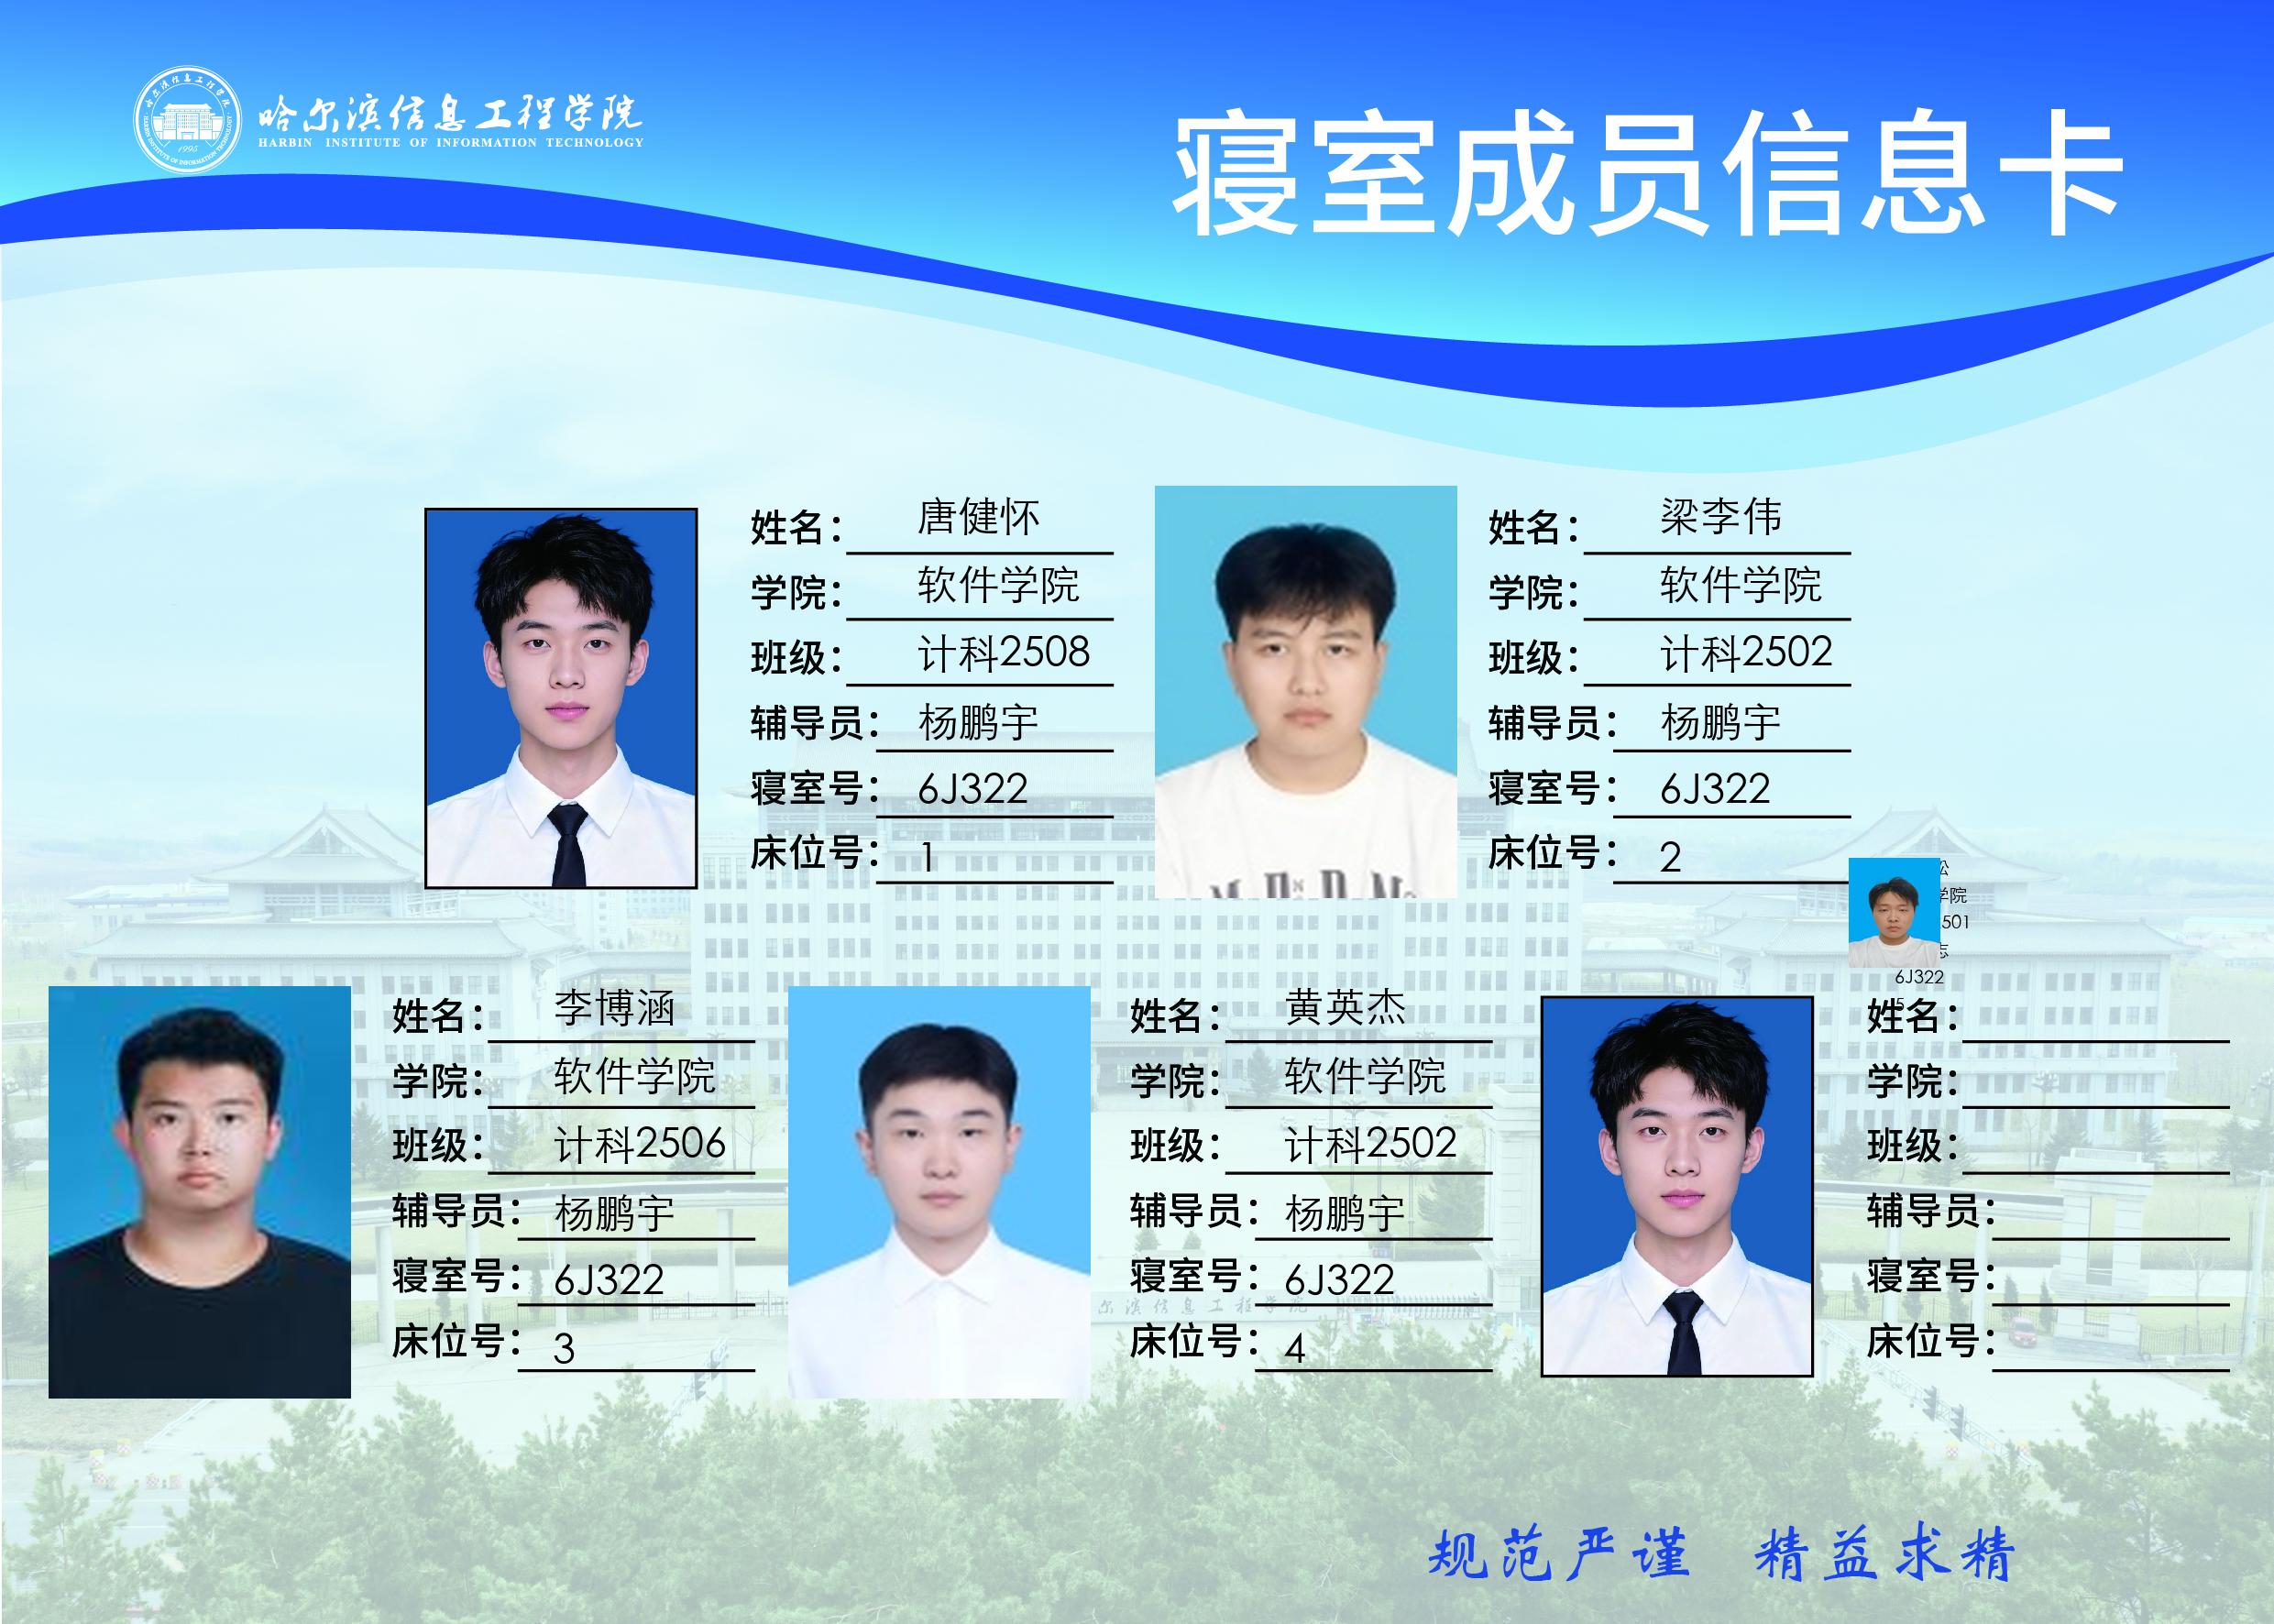 哈尔滨信息工程学院
HARBIN INSTITUTE OF INFORMATION TECHNOLOGY
1995
寝室成员信息卡
姓名： 唐健怀
学院： 软件学院
班级： 计科2508
辅导员： 杨鹏宇
寝室号： 6J322
床位号： 1
姓名： 梁李伟
学院： 软件学院
班级： 计科2502
辅导员： 杨鹏宇
寝室号： 6J322
床位号： 2
学院
501
志
6J322
5
姓名： 李博涵
学院： 软件学院
班级： 计科2506
辅导员： 杨鹏宇
寝室号： 6J322
床位号： 3
姓名： 黄英杰
学院： 软件学院
班级： 计科2502
辅导员： 杨鹏宇
寝室号： 6J322
床位号： 4
姓名：
学院：
班级：
辅导员：
寝室号：
床位号：
规范严谨 精益求精